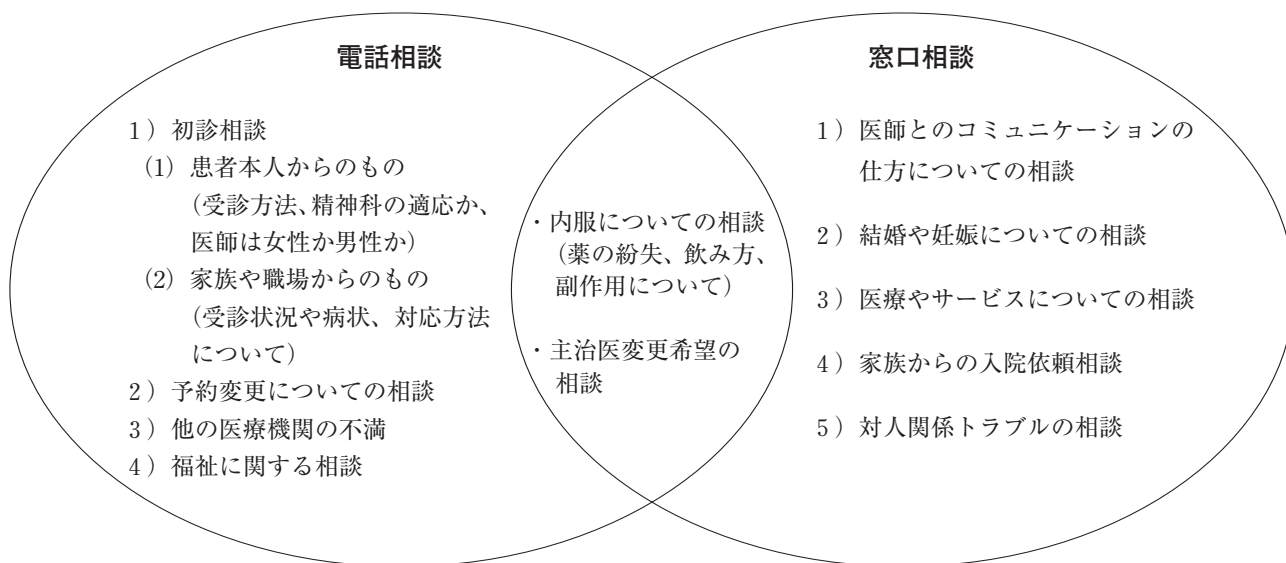 電話相談
1）初診相談
(1) 患者本人からのもの
（受診方法、精神科の適応か、
医師は女性か男性か）
(2) 家族や職場からのもの
（受診状況や病状、対応方法
について）
2）予約変更についての相談
3）他の医療機関の不満
4）福祉に関する相談
・内服についての相談
（薬の紛失、飲み方、
副作用について）
・主治医変更希望の
相談
窓口相談
1）医師とのコミュニケーションの
仕方についての相談
2）結婚や妊娠についての相談
3）医療やサービスについての相談
4）家族からの入院依頼相談
5）対人関係トラブルの相談